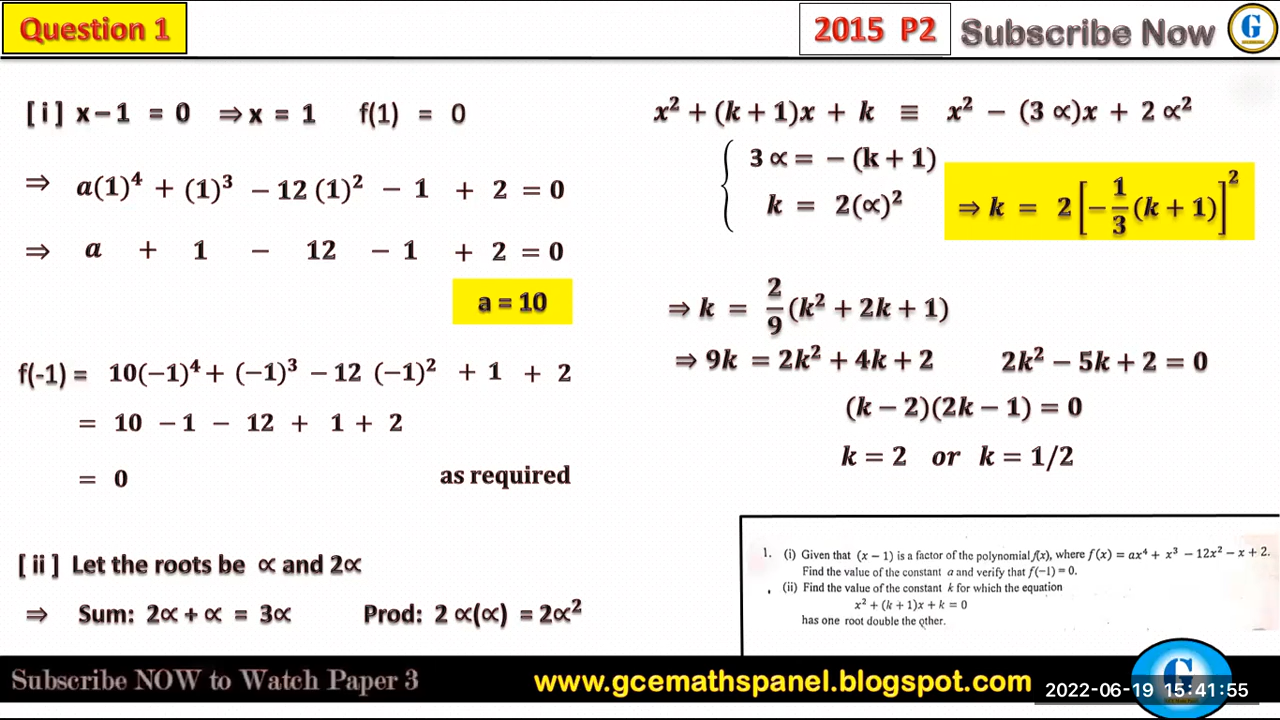 Question 1
2015 P2 Subscribe Now G
[ i ] x – 1 = 0 ⇒ x = 1 f(1) = 0
⇒ a(1)⁴ + (1)³ − 12 (1)² − 1 + 2 = 0
⇒ a + 1 − 12 − 1 + 2 = 0
a = 10
f(-1) = 10(−1)⁴ + (−1)³ − 12 (−1)² + 1 + 2
= 10 − 1 − 12 + 1 + 2
= 0 as required
[ ii ] Let the roots be ∝ and 2∝
⇒ Sum: 2∝ + ∝ = 3∝ Prod: 2 ∝(∝) = 2∝²
x² + (k + 1)x + k ≡ x² − (3 ∝)x + 2 ∝²
3 ∝ = − (k + 1)
k = 2(∝)²
⇒ k = 2 [−1/3 (k + 1)]²
⇒ k = 2/9 (k² + 2k + 1)
⇒ 9k = 2k² + 4k + 2 2k² − 5k + 2 = 0
(k − 2)(2k − 1) = 0
k = 2 or k = 1/2
1. (i) Given that (x − 1) is a factor of the polynomial f(x), where f(x) = ax⁴ + x³ − 12x² − x + 2.
Find the value of the constant a and verify that f(−1) = 0.
(ii) Find the value of the constant k for which the equation
x² + (k + 1)x + k = 0
has one root double the other.
Subscribe NOW to Watch Paper 3
www.gcemathspanel.blogspot.com
G
2022-06-19 15:41:55